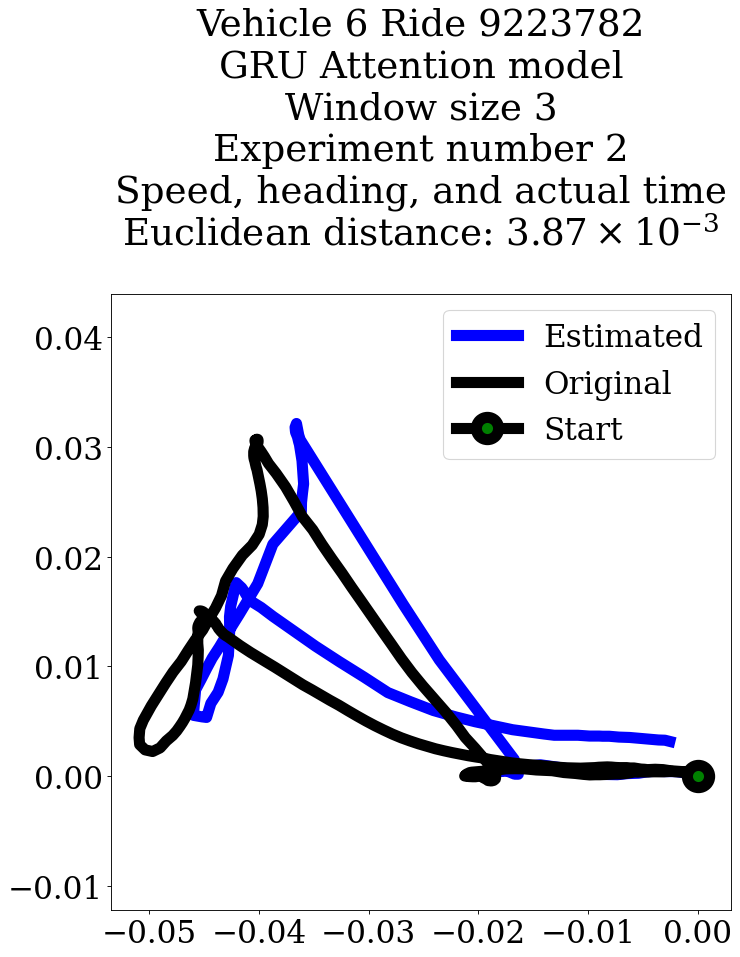 Vehicle 6 Ride 9223782
GRU Attention model
Window size 3
Experiment number 2
Speed, heading, and actual time
Euclidean distance: 3.87 × 10⁻³
Estimated
Original
Start
0.04
0.03
0.02
0.01
0.00
−0.01
−0.05 −0.04 −0.03 −0.02 −0.01 0.00